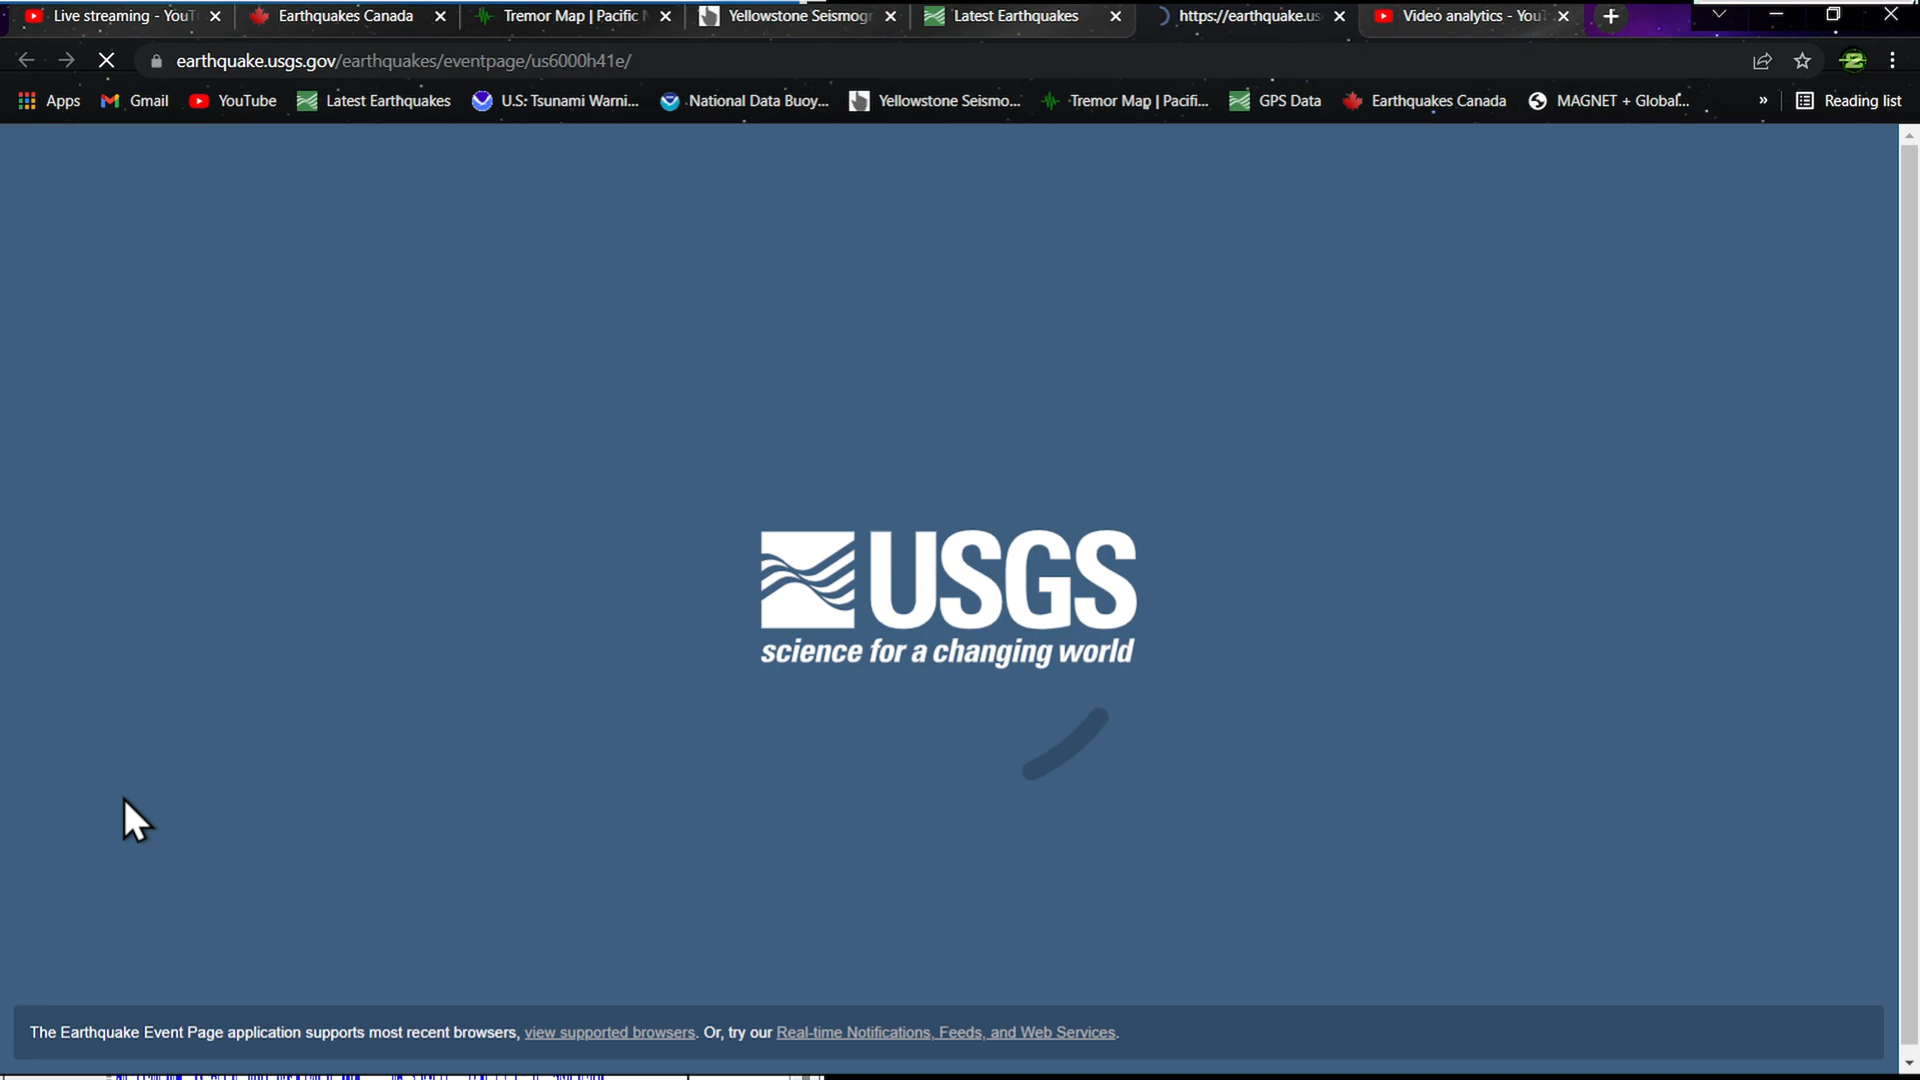 Live streaming - YouT
Earthquakes Canada
Tremor Map | Pacific
Yellowstone Seismogr
Latest Earthquakes
https://earthquake.us
Video analytics - YouT
earthquake.usgs.gov/earthquakes/eventpage/us6000h41e/
Apps
Gmail
YouTube
Latest Earthquakes
U.S. Tsunami Warni...
National Data Buoy...
Yellowstone Seismo...
Tremor Map | Pacifi...
GPS Data
Earthquakes Canada
MAGNET + Global...
»
Reading list
USGS
science for a changing world
The Earthquake Event Page application supports most recent browsers, view supported browsers. Or, try our Real-time Notifications, Feeds, and Web Services.